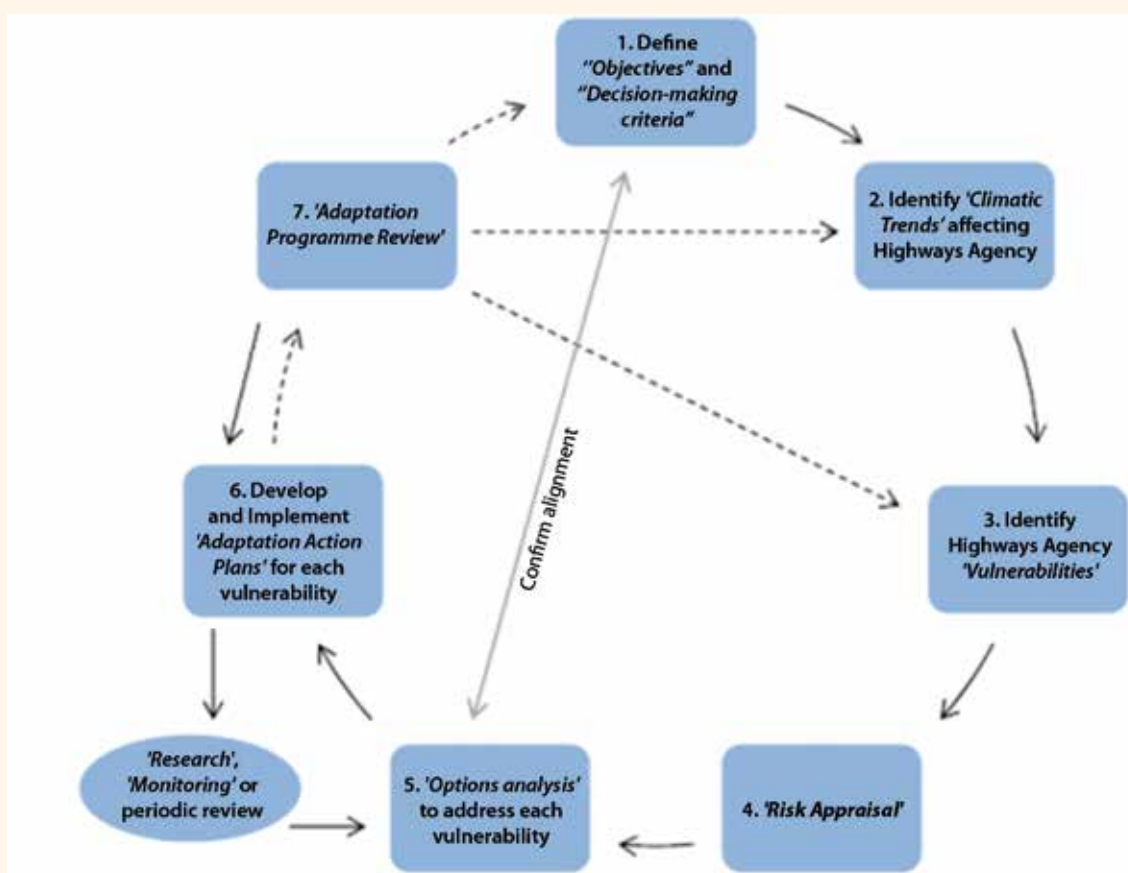 1. Define
"Objectives" and
"Decision-making
criteria"
2. Identify 'Climatic
Trends' affecting
Highways Agency
3. Identify
Highways Agency
'Vulnerabilities'
4. 'Risk Appraisal'
5. 'Options analysis'
to address each
vulnerability
6. Develop
and Implement
'Adaptation Action
Plans' for each
vulnerability
7. 'Adaptation
Programme Review'
'Research',
'Monitoring' or
periodic review
Confirm alignment